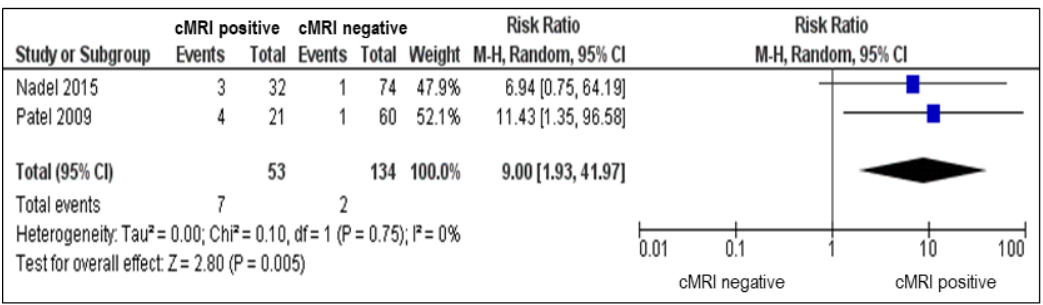 cMRI positive cMRI negative Risk Ratio Risk Ratio
Study or Subgroup Events Total Events Total Weight M-H, Random, 95% CI M-H, Random, 95% CI
Nadel 2015 3 32 1 74 47.9% 6.94 [0.75, 64.19]
Patel 2009 4 21 1 60 52.1% 11.43 [1.35, 96.58]
Total (95% CI) 53 134 100.0% 9.00 [1.93, 41.97]
Total events 7 2
Heterogeneity: Tau² = 0.00; Chi² = 0.10, df = 1 (P = 0.75); I² = 0%
Test for overall effect: Z = 2.80 (P = 0.005)
0.01 0.1 1 10 100
cMRI negative cMRI positive